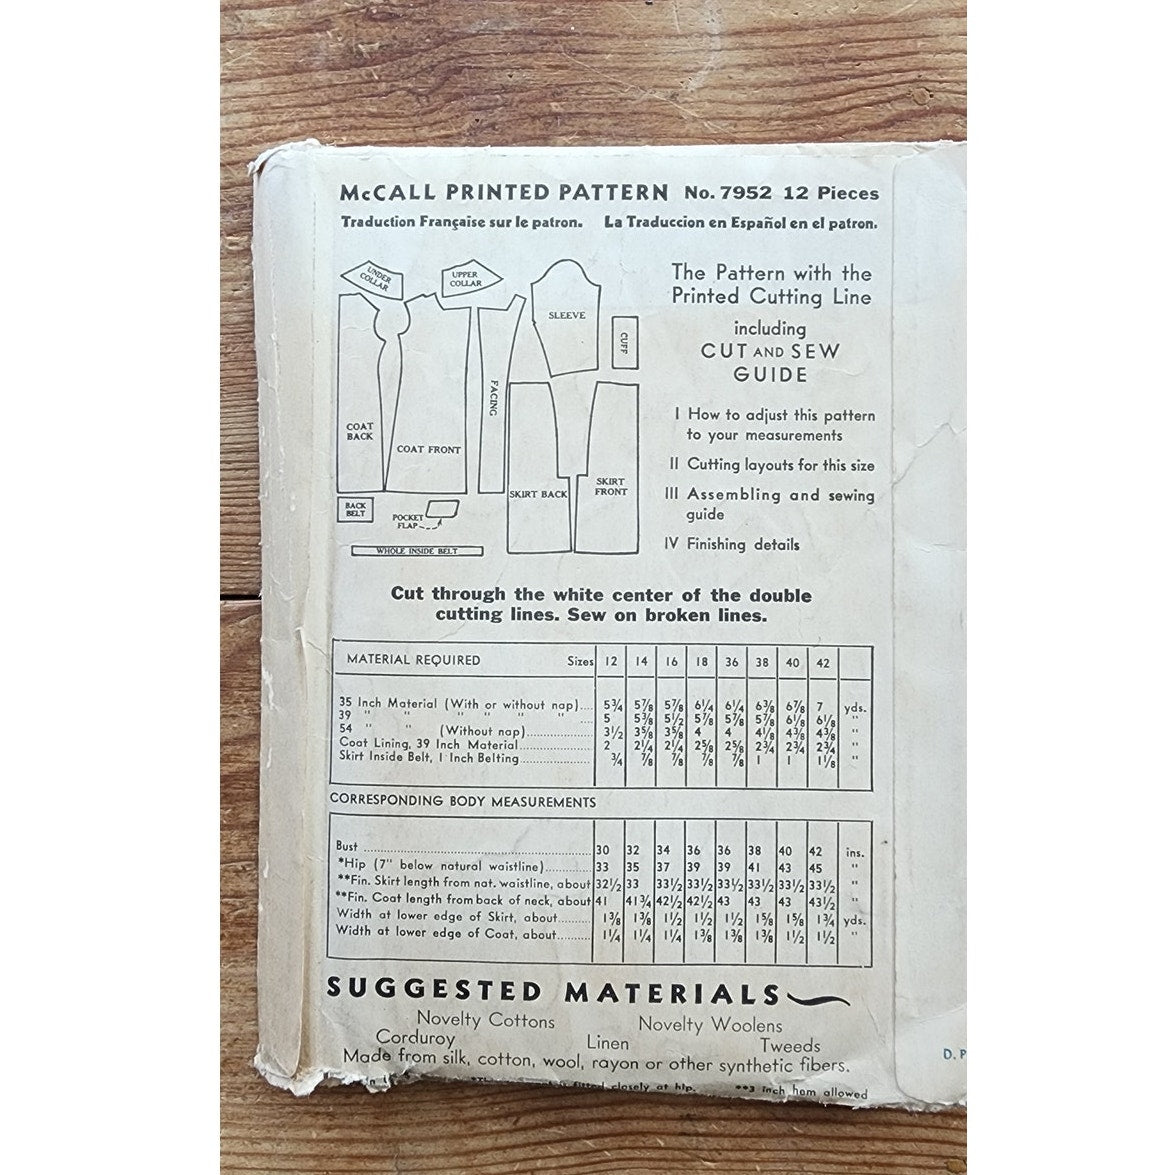 McCALL PRINTED PATTERN No. 7952 12 Pieces
Traduction Française sur le patron. La Traduccion en Español en el patron.
UNDER COLLAR
UPPER COLLAR
SLEEVE
CUFF
FACING
COAT BACK
COAT FRONT
SKIRT BACK
SKIRT FRONT
BACK BELT
POCKET FLAP
WHOLE INSIDE BELT
The Pattern with the
Printed Cutting Line
including
CUT AND SEW
GUIDE
I How to adjust this pattern
to your measurements
II Cutting layouts for this size
III Assembling and sewing
guide
IV Finishing details
Cut through the white center of the double
cutting lines. Sew on broken lines.
MATERIAL REQUIRED Sizes 12 14 16 18 36 38 40 42
35 Inch Material (With or without nap).... 5¾ 5⅞ 5⅞ 6¼ 6¼ 6⅜ 6⅞ 7 yds.
39 " " " " " " .... 5 5⅜ 5½ 5⅞ 5⅞ 5⅞ 6⅛ 6⅛ "
54 " " (Without nap)................ 3½ 3⅝ 3⅝ 4 4 4⅛ 4⅜ 4⅜ "
Coat Lining, 39 Inch Material.................. 2 2¼ 2¼ 2⅝ 2⅝ 2¾ 2¾ 2¾ "
Skirt Inside Belt, 1 Inch Belting.................. ¾ ⅞ ⅞ ⅞ ⅞ 1 1 1⅛ "
CORRESPONDING BODY MEASUREMENTS
Bust ........................ 30 32 34 36 36 38 40 42 ins.
*Hip (7" below natural waistline)............ 33 35 37 39 39 41 43 45 "
**Fin. Skirt length from nat. waistline, about 32½ 33 33½ 33½ 33½ 33½ 33½ 33½ "
**Fin. Coat length from back of neck, about 41 41¾ 42½ 42½ 43 43 43 43½ "
Width at lower edge of Skirt, about......... 1⅜ 1⅜ 1½ 1½ 1½ 1⅝ 1⅝ 1¾ yds.
Width at lower edge of Coat, about......... 1¼ 1¼ 1¼ 1⅜ 1⅜ 1⅜ 1½ 1½ "
SUGGESTED MATERIALS
Novelty Cottons Novelty Woolens
Corduroy Linen Tweeds
Made from silk, cotton, wool, rayon or other synthetic fibers.
fitted closely at hip. **3 inch hem allowed
D. P